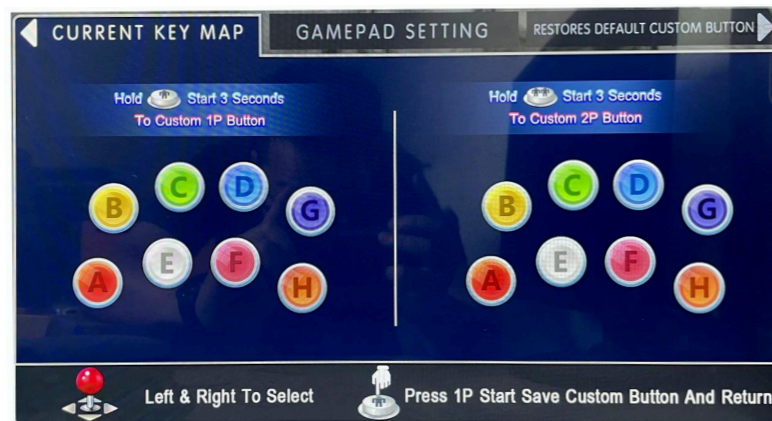 CURRENT KEY MAP
GAMEPAD SETTING
RESTORES DEFAULT CUSTOM BUTTON
Hold Start 3 Seconds
To Custom 1P Button
Hold Start 3 Seconds
To Custom 2P Button
B C D G
A E F H
B C D G
A E F H
Left & Right To Select
Press 1P Start Save Custom Button And Return